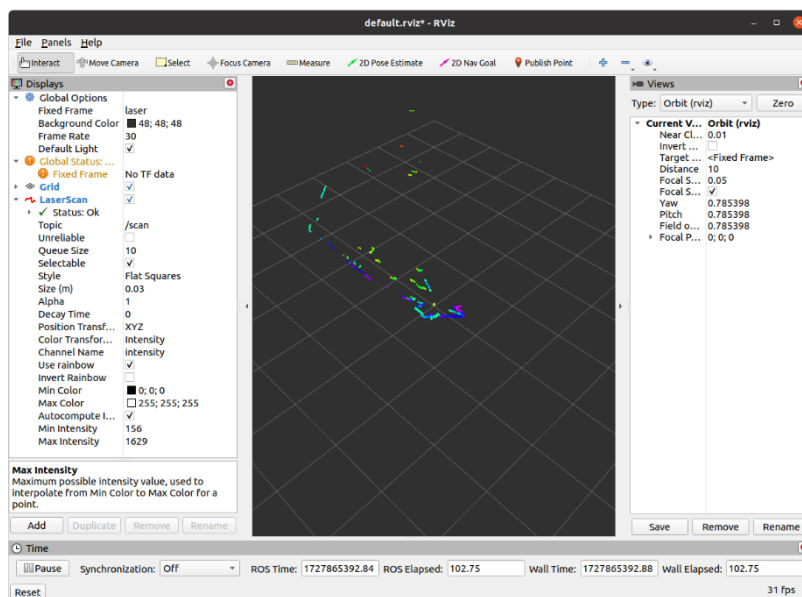 default.rviz* - RViz
File Panels Help
Interact Move Camera Select Focus Camera Measure 2D Pose Estimate 2D Nav Goal Publish Point
Displays
Global Options
Fixed Frame laser
Background Color 48; 48; 48
Frame Rate 30
Default Light
Global Status: ...
Fixed Frame No TF data
Grid
LaserScan
Status: Ok
Topic /scan
Unreliable
Queue Size 10
Selectable
Style Flat Squares
Size (m) 0.03
Alpha 1
Decay Time 0
Position Transf... XYZ
Color Transfor... Intensity
Channel Name intensity
Use rainbow
Invert Rainbow
Min Color 0; 0; 0
Max Color 255; 255; 255
Autocompute I...
Min Intensity 156
Max Intensity 1629
Max Intensity
Maximum possible intensity value, used to
interpolate from Min Color to Max Color for a
point.
Add Duplicate Remove Rename
Views
Type: Orbit (rviz) Zero
Current V... Orbit (rviz)
Near Cl... 0.01
Invert ...
Target ... <Fixed Frame>
Distance 10
Focal S... 0.05
Focal S...
Yaw 0.785398
Pitch 0.785398
Field o... 0.785398
Focal P... 0; 0; 0
Save Remove Rename
Time
Pause Synchronization: Off ROS Time: 1727865392.84 ROS Elapsed: 102.75 Wall Time: 1727865392.88 Wall Elapsed: 102.75
Reset 31 fps